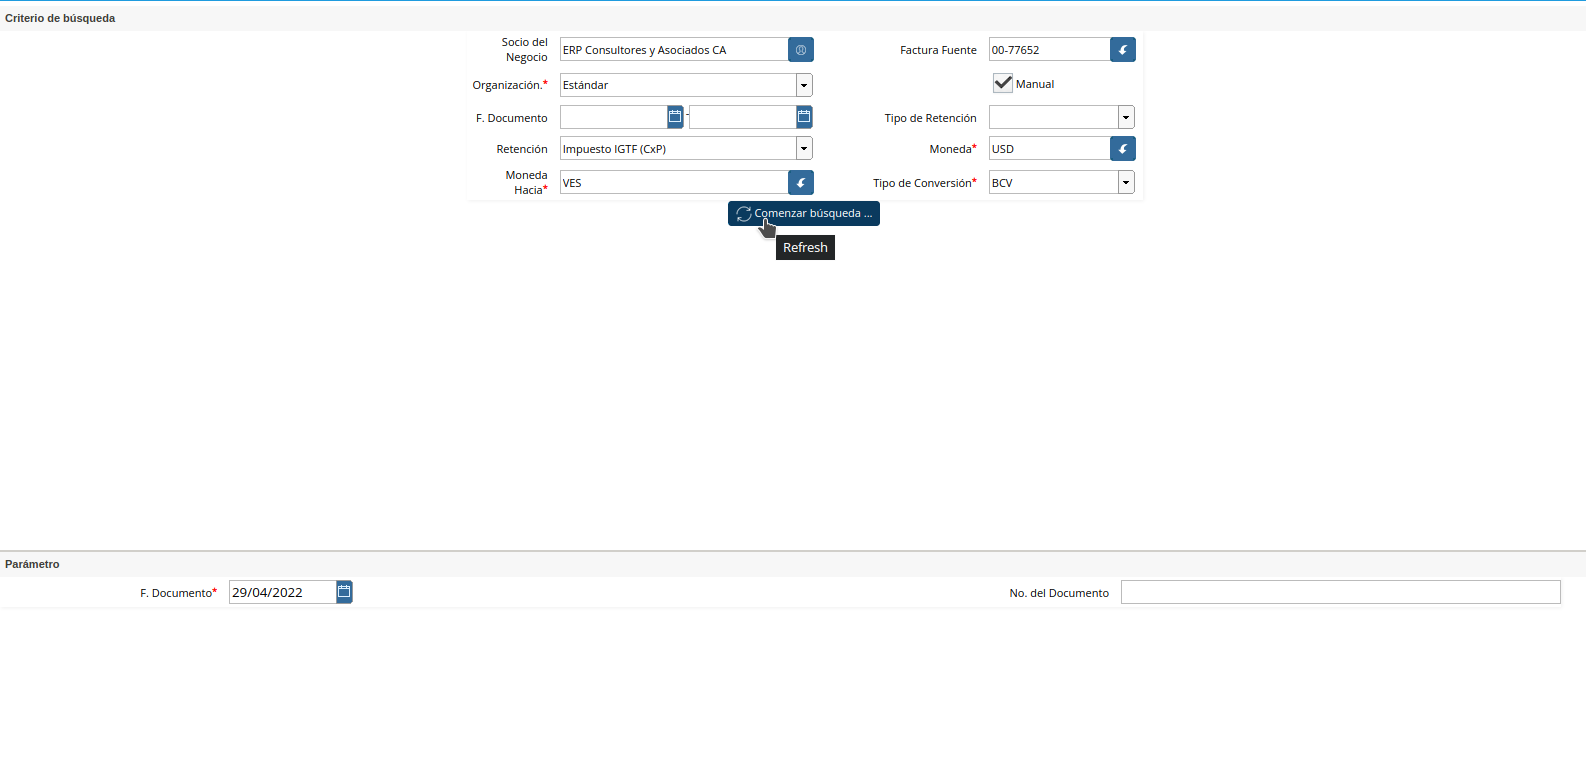 Criterio de búsqueda
Socio del
Negocio
ERP Consultores y Asociados CA
Factura Fuente
00-77652
Organización.*
Estándar
Manual
F. Documento
-
Tipo de Retención
Retención
Impuesto IGTF (CxP)
Moneda*
USD
Moneda
Hacia*
VES
Tipo de Conversión*
BCV
Comenzar búsqueda ...
Refresh
Parámetro
F. Documento*
29/04/2022
No. del Documento